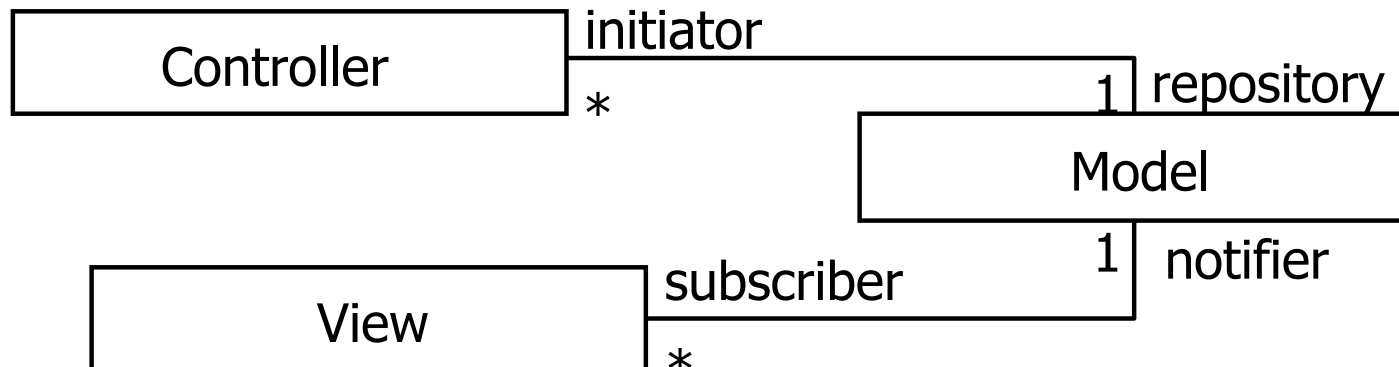 initiator
Controller
*
1 repository
Model
1 notifier
subscriber
View
*